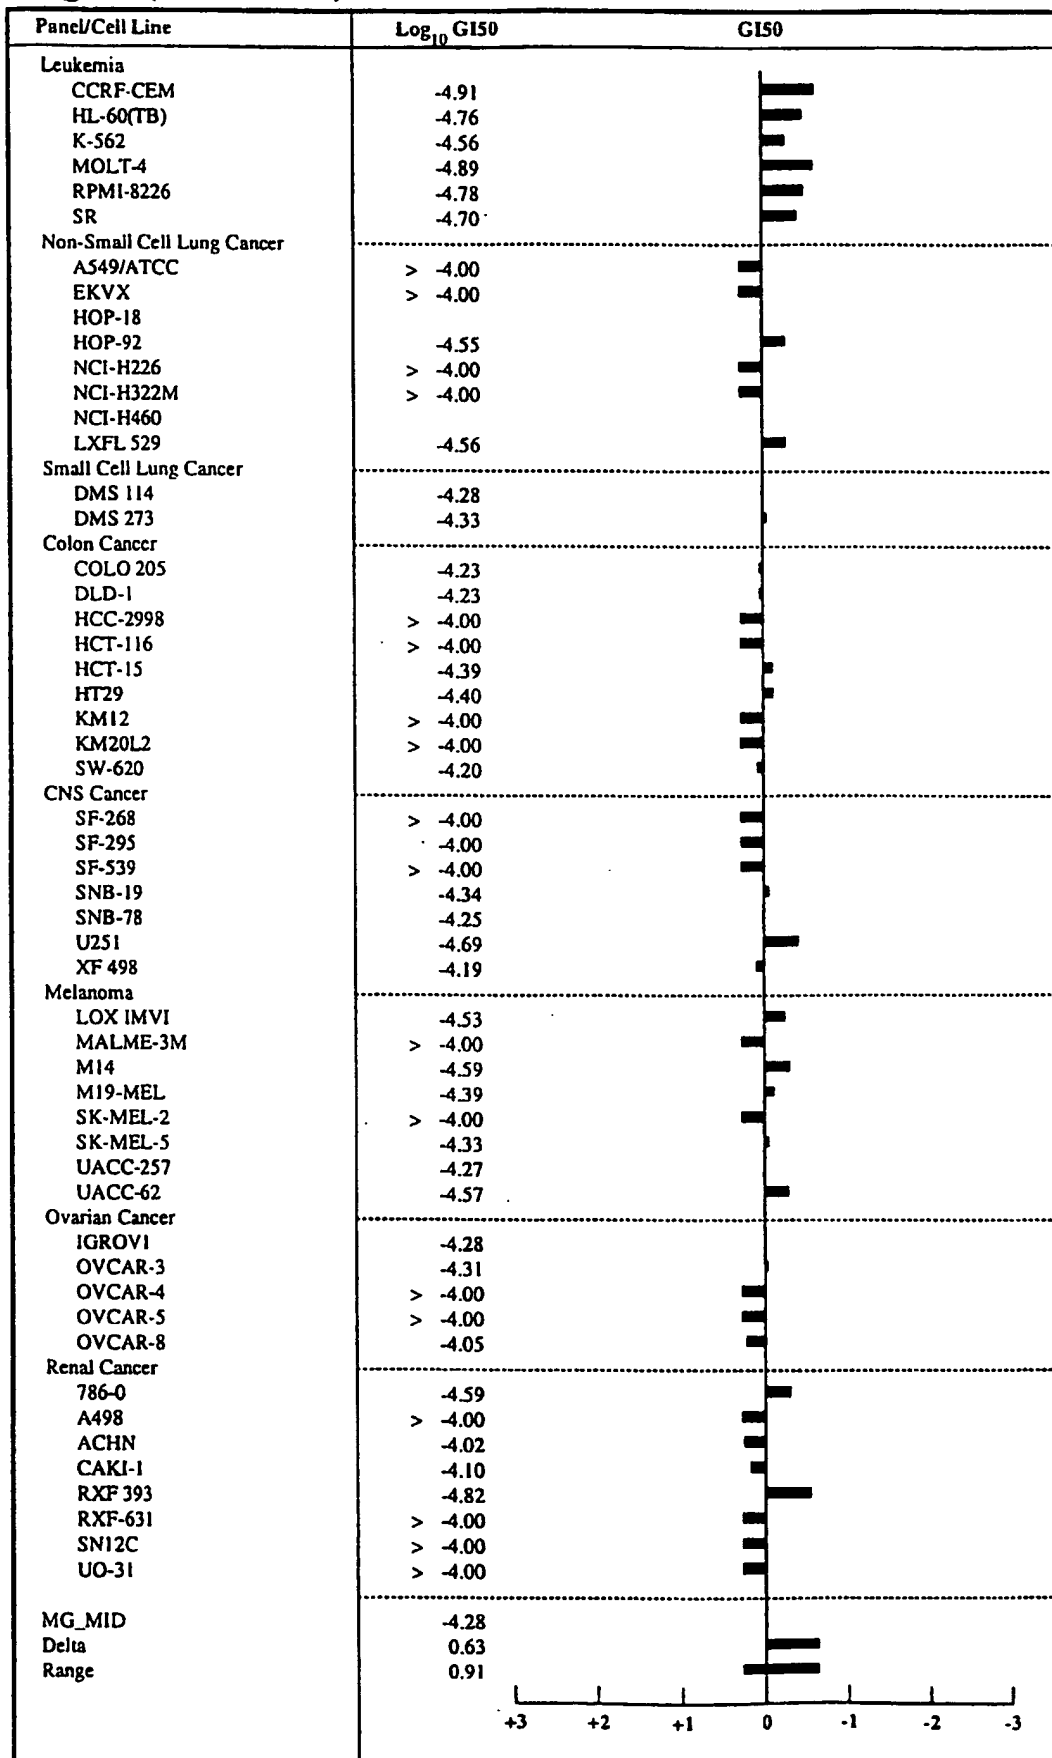 Panel/Cell Line Log10 GI50 GI50
Leukemia
CCRF-CEM -4.91
HL-60(TB) -4.76
K-562 -4.56
MOLT-4 -4.89
RPMI-8226 -4.78
SR -4.70
Non-Small Cell Lung Cancer
A549/ATCC > -4.00
EKVX > -4.00
HOP-18
HOP-92 -4.55
NCI-H226 > -4.00
NCI-H322M > -4.00
NCI-H460
LXFL 529 -4.56
Small Cell Lung Cancer
DMS 114 -4.28
DMS 273 -4.33
Colon Cancer
COLO 205 -4.23
DLD-1 -4.23
HCC-2998 > -4.00
HCT-116 > -4.00
HCT-15 -4.39
HT29 -4.40
KM12 > -4.00
KM20L2 > -4.00
SW-620 -4.20
CNS Cancer
SF-268 > -4.00
SF-295 -4.00
SF-539 > -4.00
SNB-19 -4.34
SNB-78 -4.25
U251 -4.69
XF 498 -4.19
Melanoma
LOX IMVI -4.53
MALME-3M > -4.00
M14 -4.59
M19-MEL -4.39
SK-MEL-2 > -4.00
SK-MEL-5 -4.33
UACC-257 -4.27
UACC-62 -4.57
Ovarian Cancer
IGROV1 -4.28
OVCAR-3 -4.31
OVCAR-4 > -4.00
OVCAR-5 > -4.00
OVCAR-8 -4.05
Renal Cancer
786-0 -4.59
A498 > -4.00
ACHN -4.02
CAKI-1 -4.10
RXF 393 -4.82
RXF-631 > -4.00
SN12C > -4.00
UO-31 > -4.00
MG_MID -4.28
Delta 0.63
Range 0.91
+3 +2 +1 0 -1 -2 -3